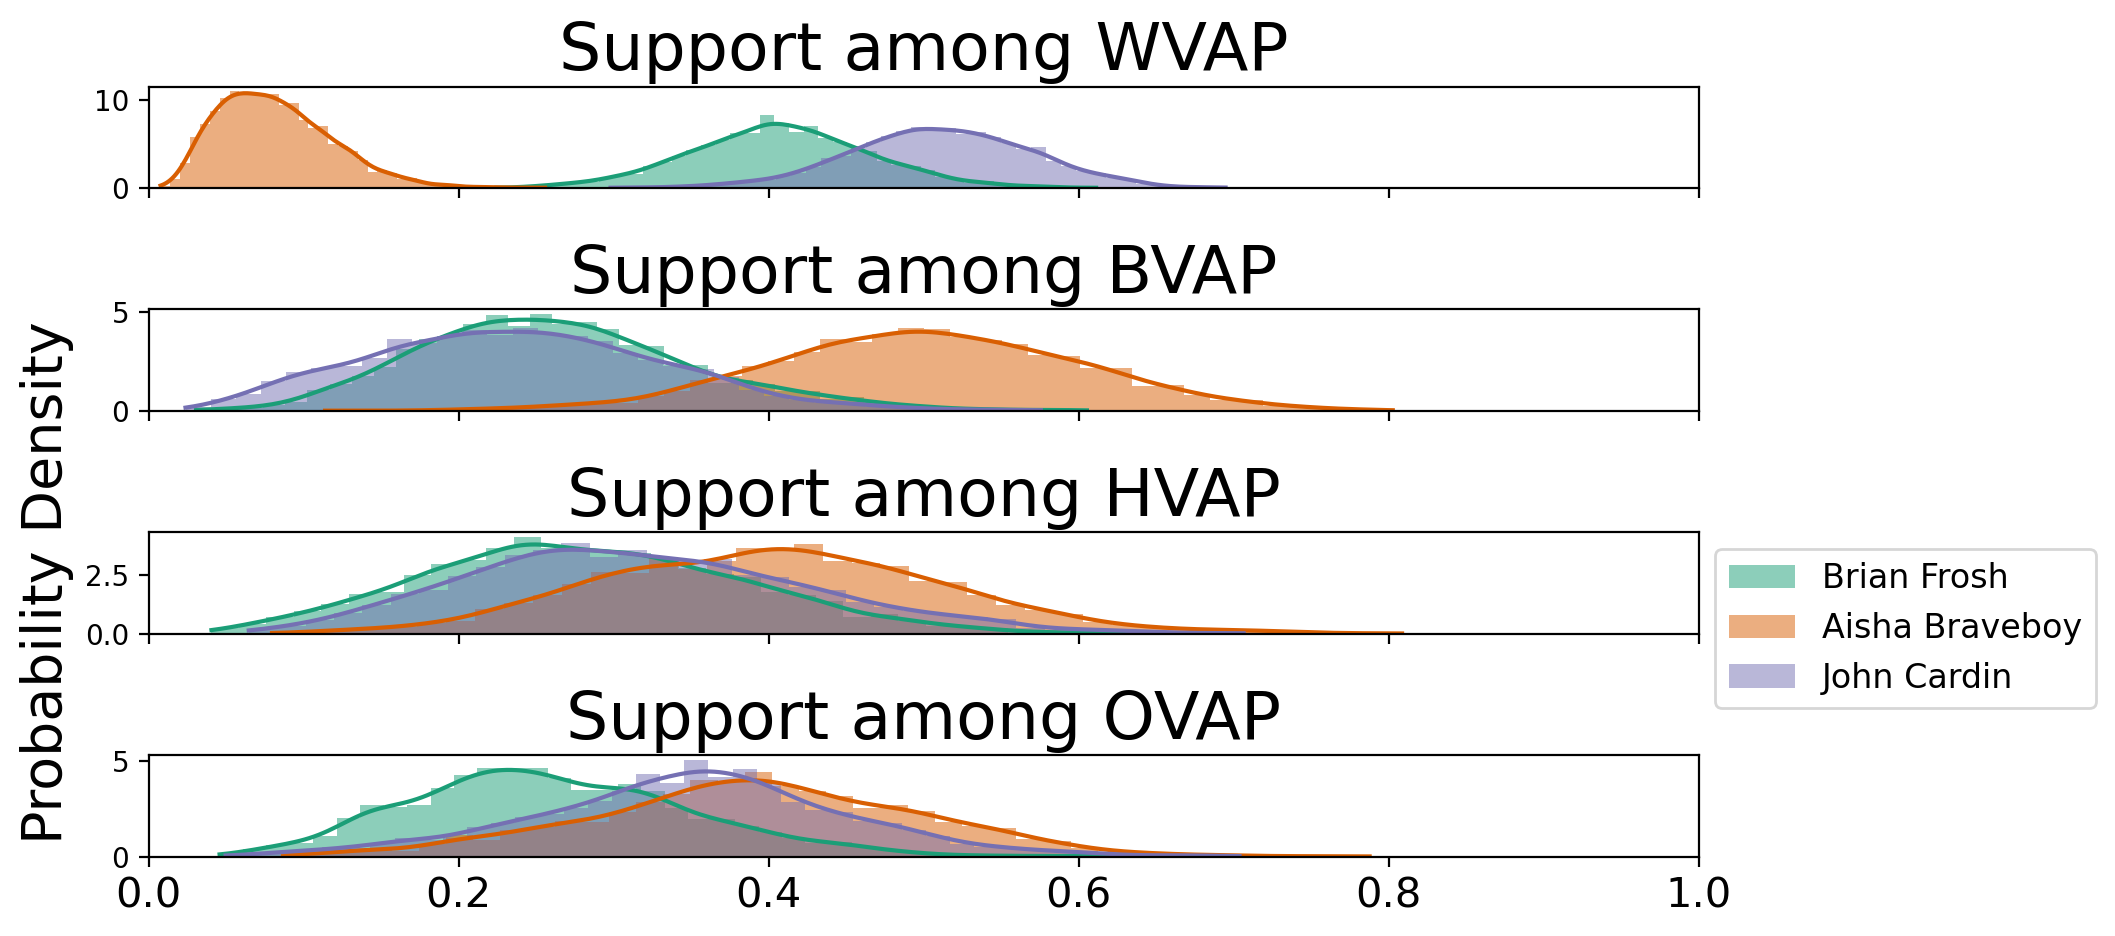 Support among WVAP
10
0
Support among BVAP
5
0
Support among HVAP
2.5
0.0
Support among OVAP
5
0
0.0 0.2 0.4 0.6 0.8 1.0
Probability Density
Brian Frosh
Aisha Braveboy
John Cardin